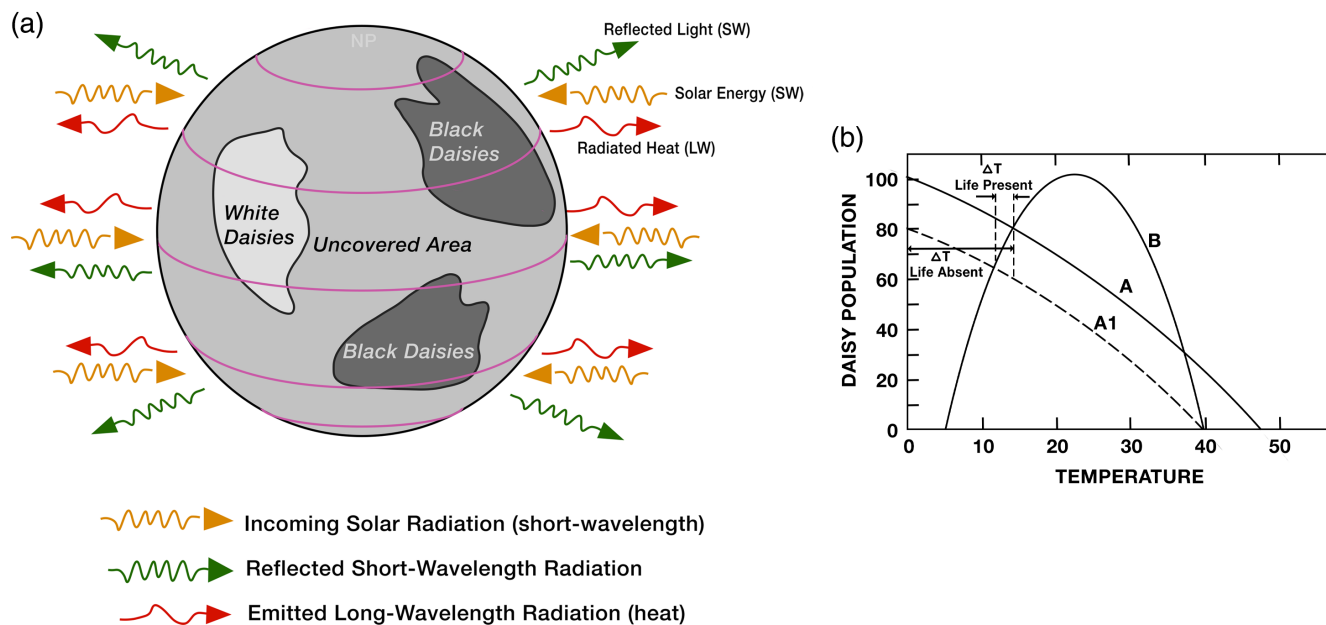 (a)
NP
Reflected Light (SW)
Solar Energy (SW)
Radiated Heat (LW)
Black
Daisies
White
Daisies
Uncovered Area
Black Daisies
Incoming Solar Radiation (short-wavelength)
Reflected Short-Wavelength Radiation
Emitted Long-Wavelength Radiation (heat)
(b)
DAISY POPULATION
100
80
60
40
20
0
ΔT
Life Present
ΔT
Life Absent
B
A
A1
0 10 20 30 40 50
TEMPERATURE